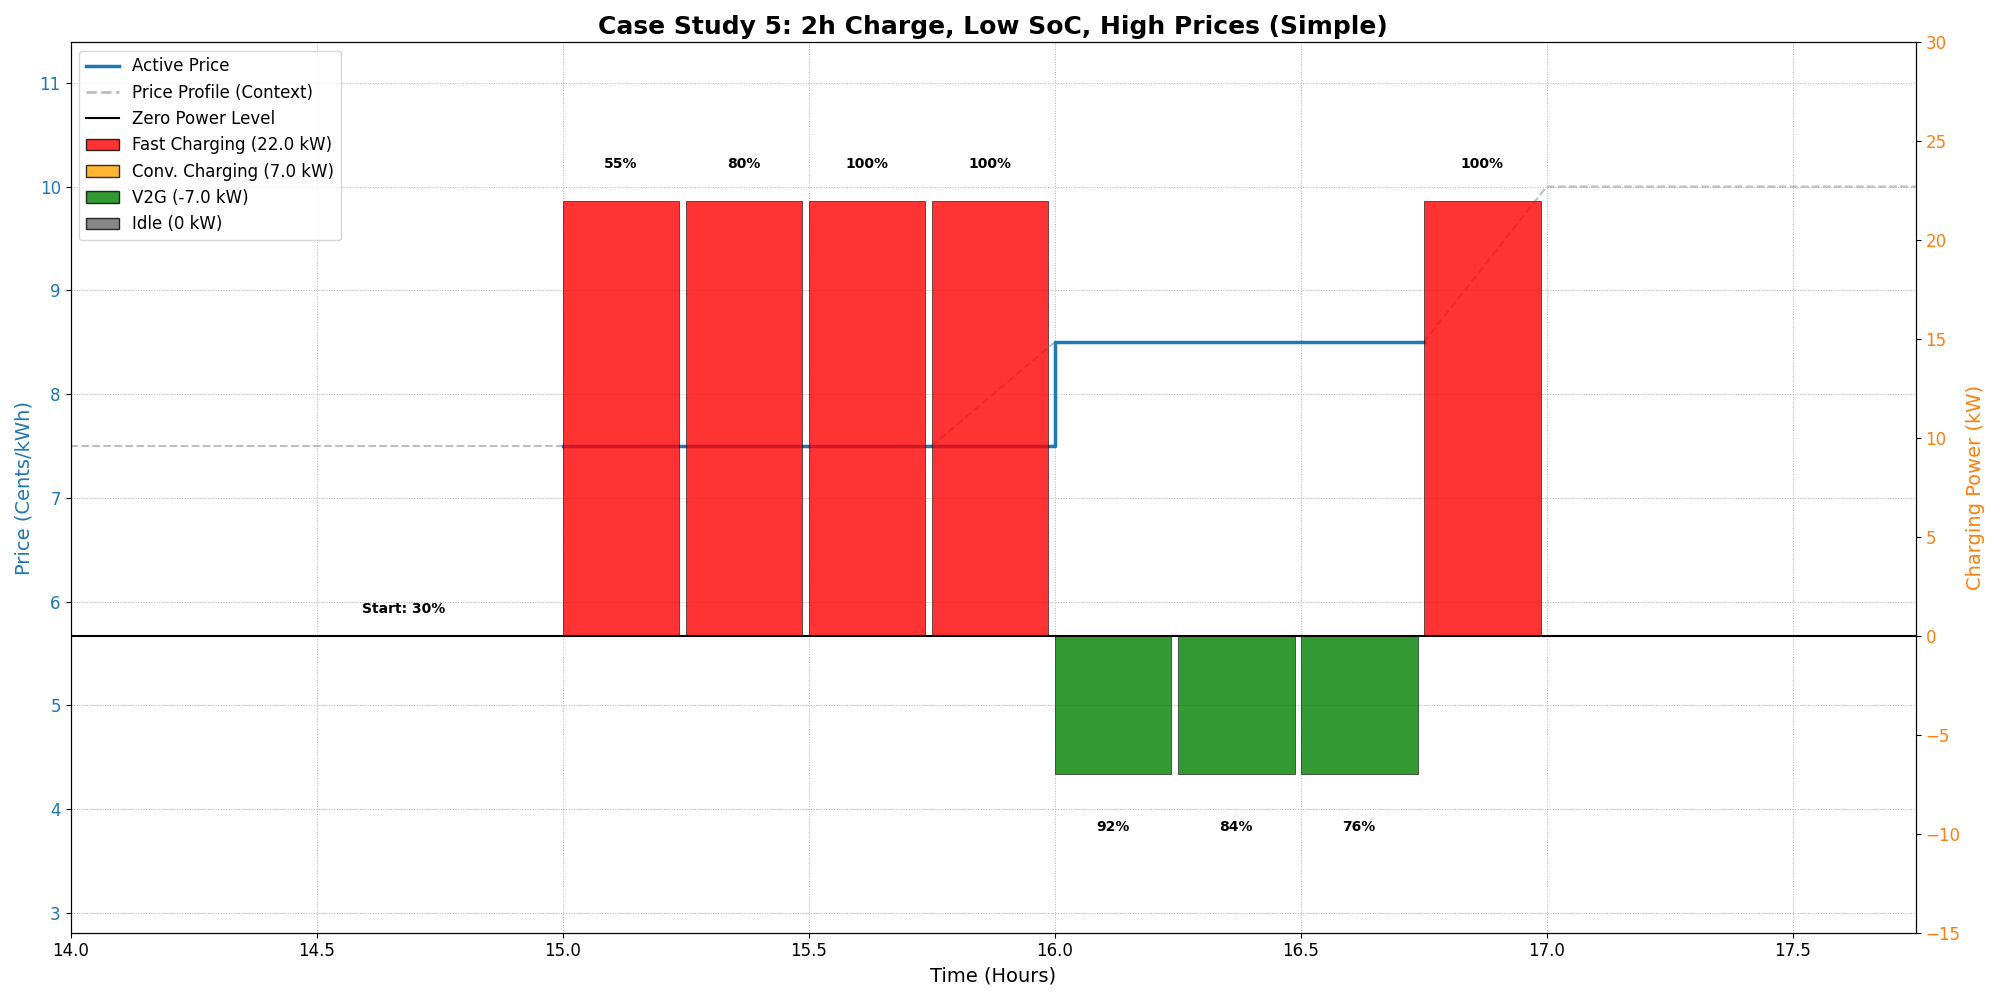 Case Study 5: 2h Charge, Low SoC, High Prices (Simple)
Active Price
Price Profile (Context)
Zero Power Level
Fast Charging (22.0 kW)
Conv. Charging (7.0 kW)
V2G (-7.0 kW)
Idle (0 kW)
55%
80%
100%
100%
100%
Start: 30%
92%
84%
76%
Price (Cents/kWh)
11
10
9
8
7
6
5
4
3
Charging Power (kW)
30
25
20
15
10
5
0
−5
−10
−15
14.0
14.5
15.0
15.5
16.0
16.5
17.0
17.5
Time (Hours)